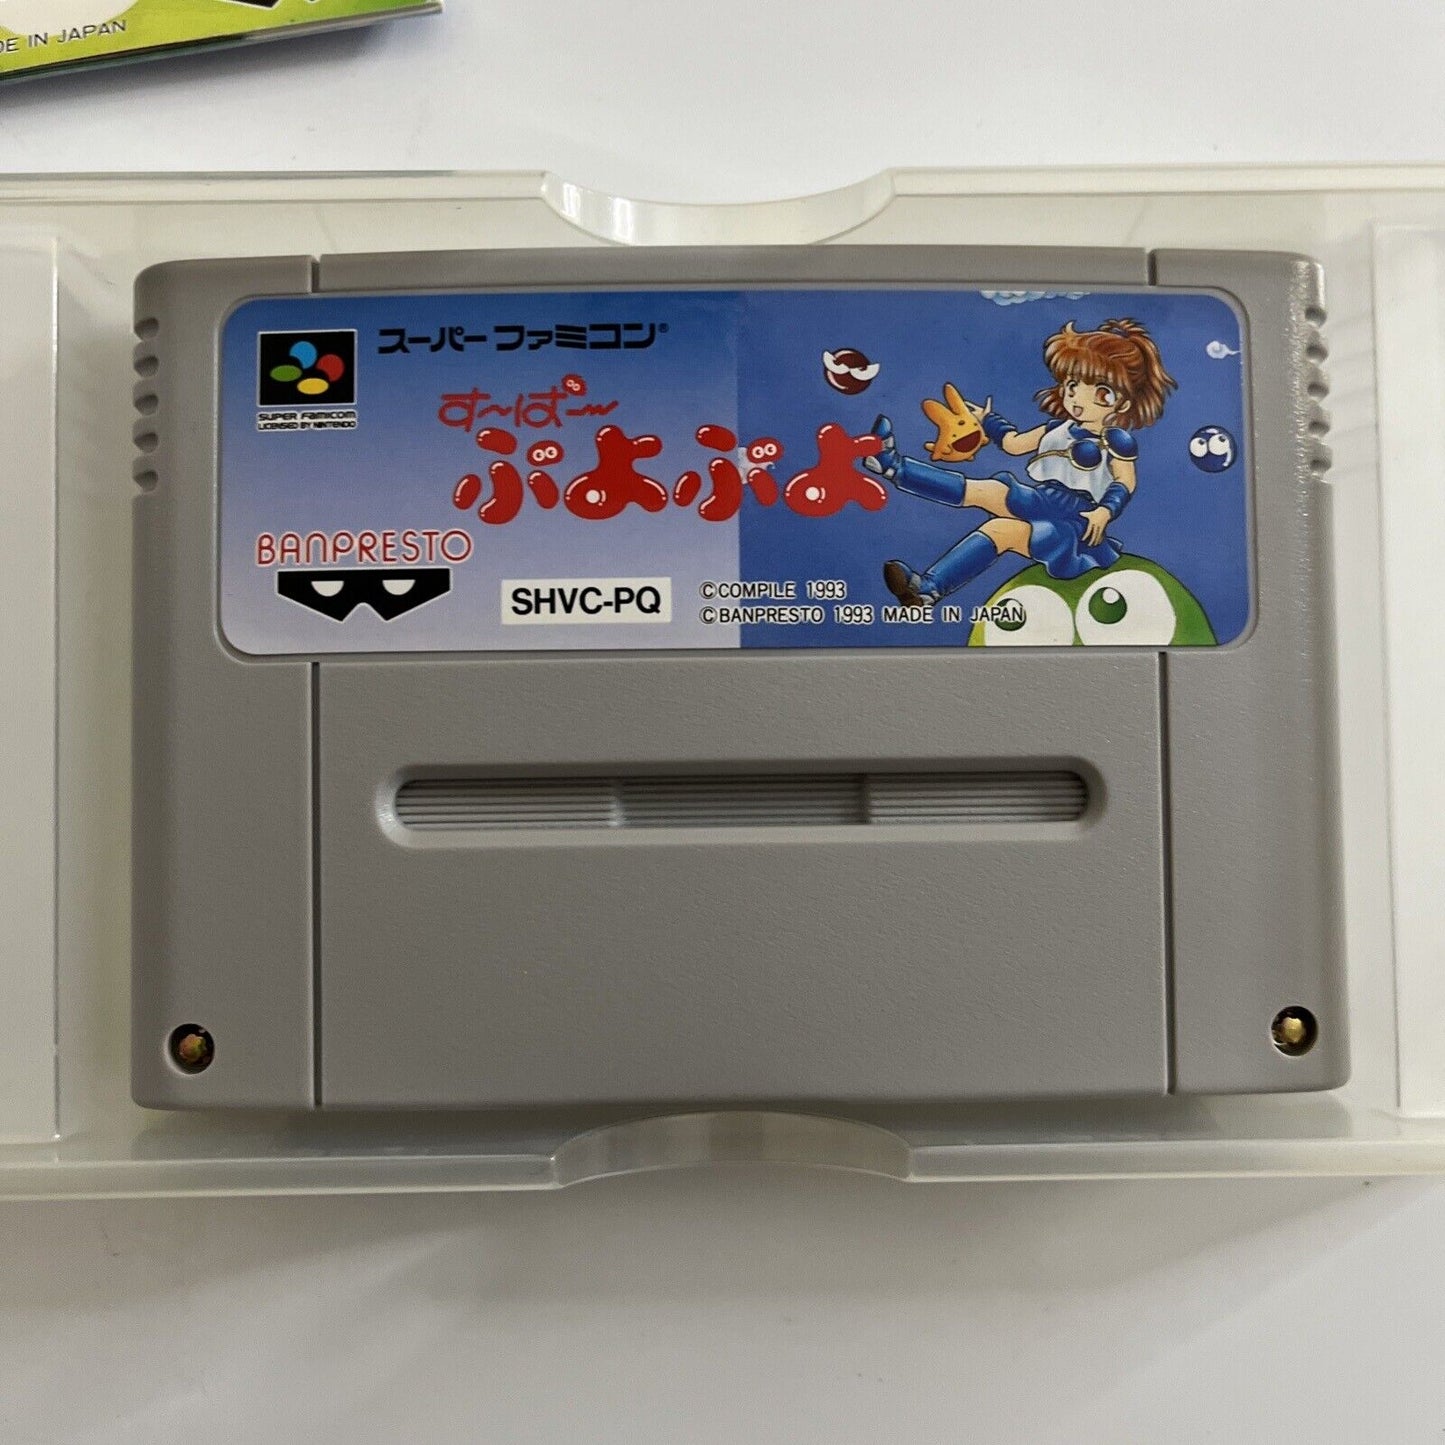 DE IN JAPAN
スーパーファミコン®
SUPER FAMICOM
LICENSED BY NINTENDO
す〜ぱ〜
ぷよぷよ
BANPRESTO
SHVC-PQ
©COMPILE 1993
©BANPRESTO 1993 MADE IN JAPAN